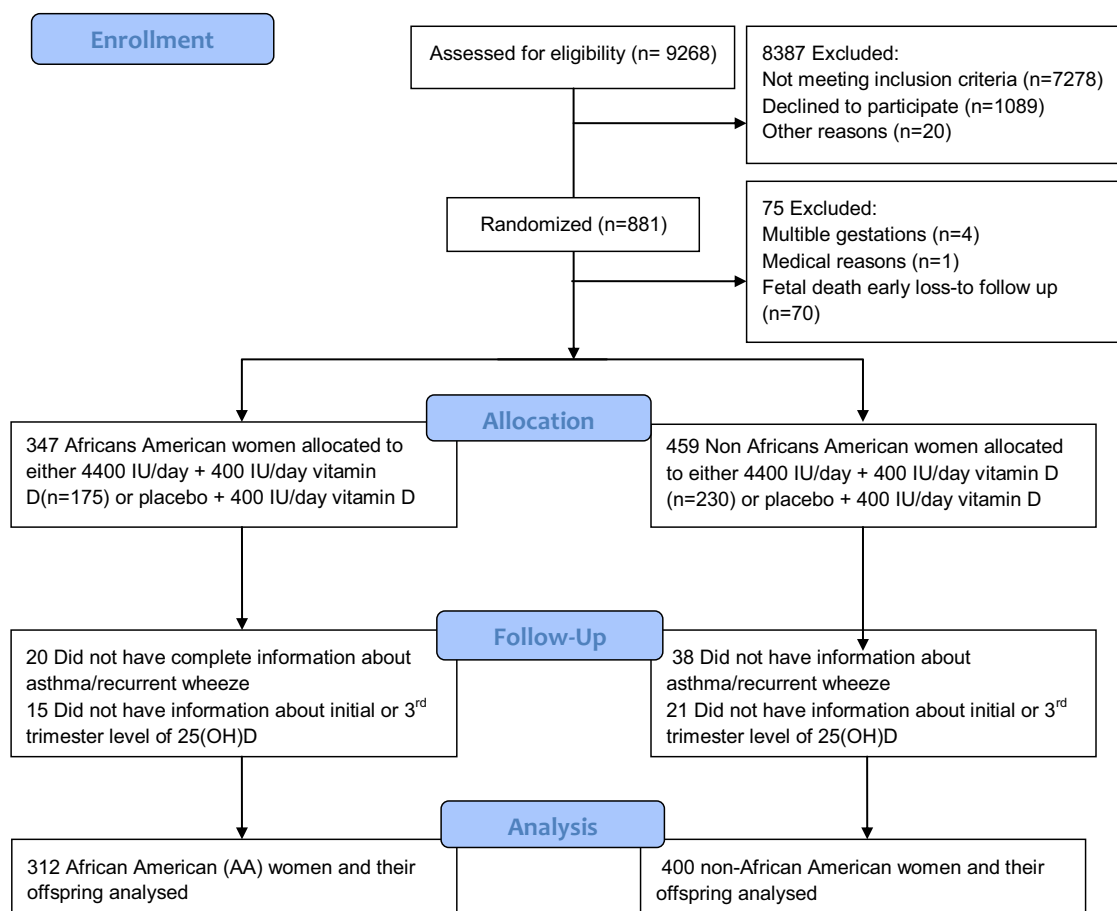 Enrollment
Assessed for eligibility (n= 9268)
8387 Excluded:
Not meeting inclusion criteria (n=7278)
Declined to participate (n=1089)
Other reasons (n=20)
Randomized (n=881)
75 Excluded:
Multible gestations (n=4)
Medical reasons (n=1)
Fetal death early loss-to follow up
(n=70)
Allocation
347 Africans American women allocated to
either 4400 IU/day + 400 IU/day vitamin
D(n=175) or placebo + 400 IU/day vitamin D
459 Non Africans American women allocated
to either 4400 IU/day + 400 IU/day vitamin D
(n=230) or placebo + 400 IU/day vitamin D
Follow-Up
20 Did not have complete information about
asthma/recurrent wheeze
15 Did not have information about initial or 3rd
trimester level of 25(OH)D
38 Did not have information about
asthma/recurrent wheeze
21 Did not have information about initial or 3rd
trimester level of 25(OH)D
Analysis
312 African American (AA) women and their
offspring analysed
400 non-African American women and their
offspring analysed